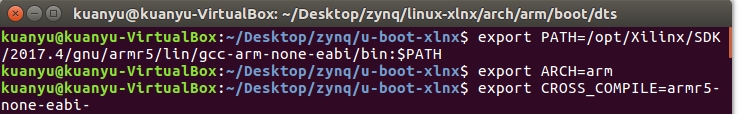 kuanyu@kuanyu-VirtualBox: ~/Desktop/zynq/linux-xlnx/arch/arm/boot/dts
kuanyu@kuanyu-VirtualBox:~/Desktop/zynq/u-boot-xlnx$ export PATH=/opt/Xilinx/SDK
/2017.4/gnu/armr5/lin/gcc-arm-none-eabi/bin:$PATH
kuanyu@kuanyu-VirtualBox:~/Desktop/zynq/u-boot-xlnx$ export ARCH=arm
kuanyu@kuanyu-VirtualBox:~/Desktop/zynq/u-boot-xlnx$ export CROSS_COMPILE=armr5-
none-eabi-